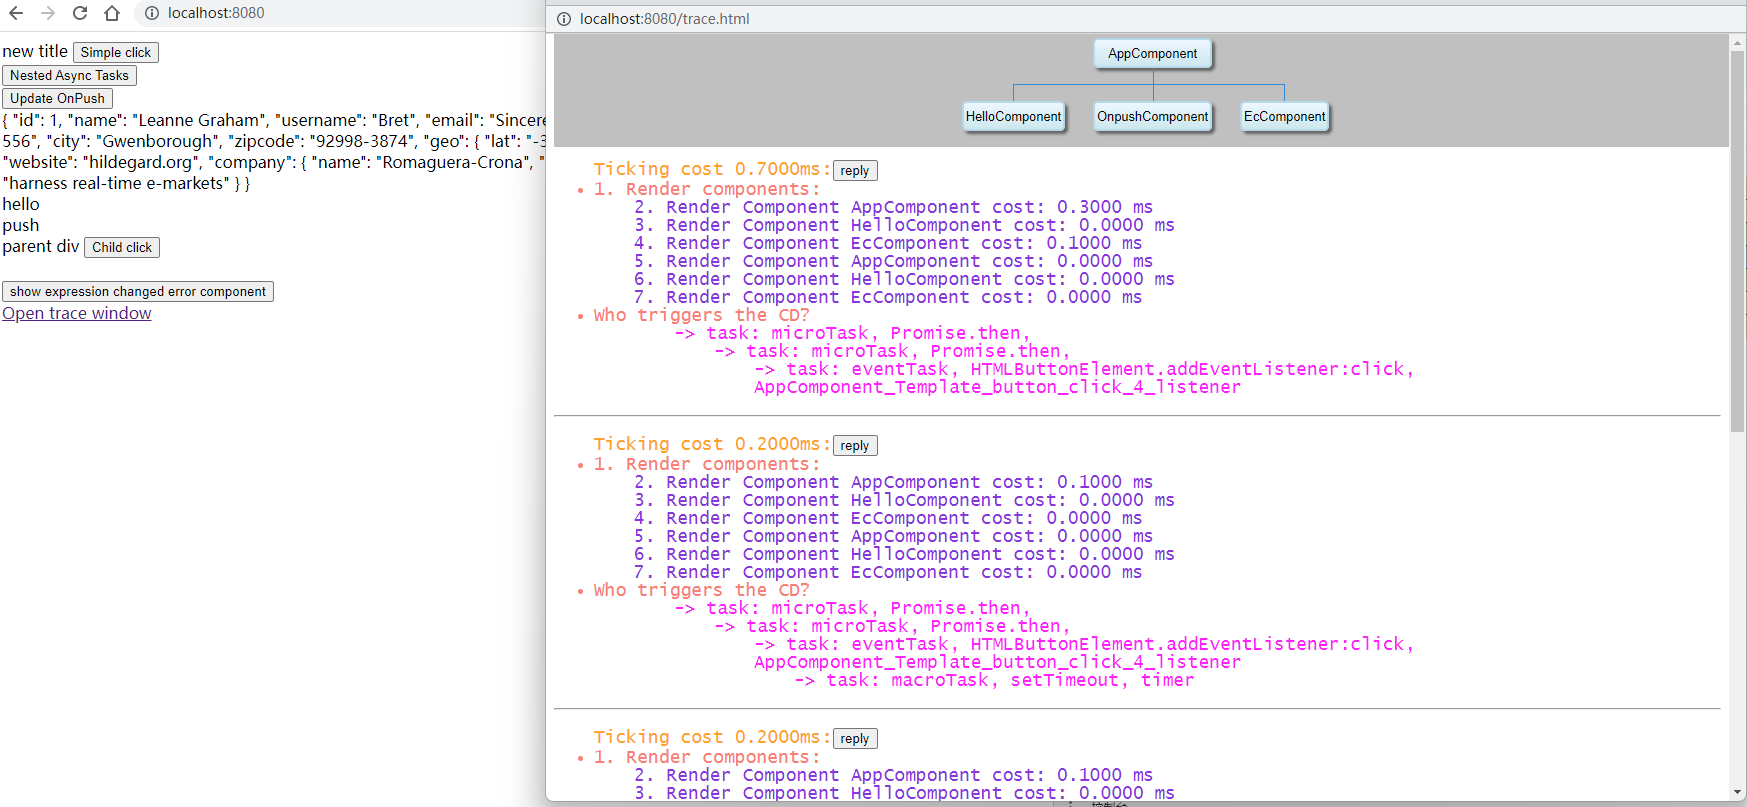 localhost:8080
new title Simple click
Nested Async Tasks
Update OnPush
{ "id": 1, "name": "Leanne Graham", "username": "Bret", "email": "Sincere
556", "city": "Gwenborough", "zipcode": "92998-3874", "geo": { "lat": "-3
"website": "hildegard.org", "company": { "name": "Romaguera-Crona", "
"harness real-time e-markets" } }
hello
push
parent div Child click
show expression changed error component
Open trace window
localhost:8080/trace.html
AppComponent
HelloComponent OnpushComponent EcComponent
Ticking cost 0.7000ms: reply
• 1. Render components:
2. Render Component AppComponent cost: 0.3000 ms
3. Render Component HelloComponent cost: 0.0000 ms
4. Render Component EcComponent cost: 0.1000 ms
5. Render Component AppComponent cost: 0.0000 ms
6. Render Component HelloComponent cost: 0.0000 ms
7. Render Component EcComponent cost: 0.0000 ms
• Who triggers the CD?
-> task: microTask, Promise.then,
-> task: microTask, Promise.then,
-> task: eventTask, HTMLButtonElement.addEventListener:click,
AppComponent_Template_button_click_4_listener
Ticking cost 0.2000ms: reply
• 1. Render components:
2. Render Component AppComponent cost: 0.1000 ms
3. Render Component HelloComponent cost: 0.0000 ms
4. Render Component EcComponent cost: 0.0000 ms
5. Render Component AppComponent cost: 0.0000 ms
6. Render Component HelloComponent cost: 0.0000 ms
7. Render Component EcComponent cost: 0.0000 ms
• Who triggers the CD?
-> task: microTask, Promise.then,
-> task: microTask, Promise.then,
-> task: eventTask, HTMLButtonElement.addEventListener:click,
AppComponent_Template_button_click_4_listener
-> task: macroTask, setTimeout, timer
Ticking cost 0.2000ms: reply
• 1. Render components:
2. Render Component AppComponent cost: 0.1000 ms
3. Render Component HelloComponent cost: 0.0000 ms